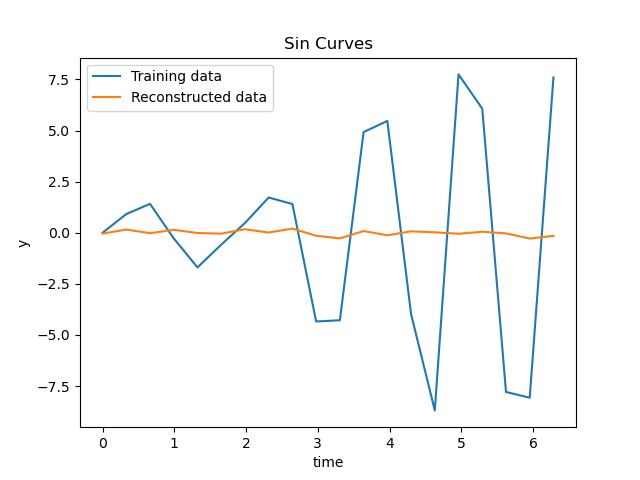 Sin Curves
Training data
Reconstructed data
7.5
5.0
2.5
0.0
−2.5
−5.0
−7.5
y
0 1 2 3 4 5 6
time